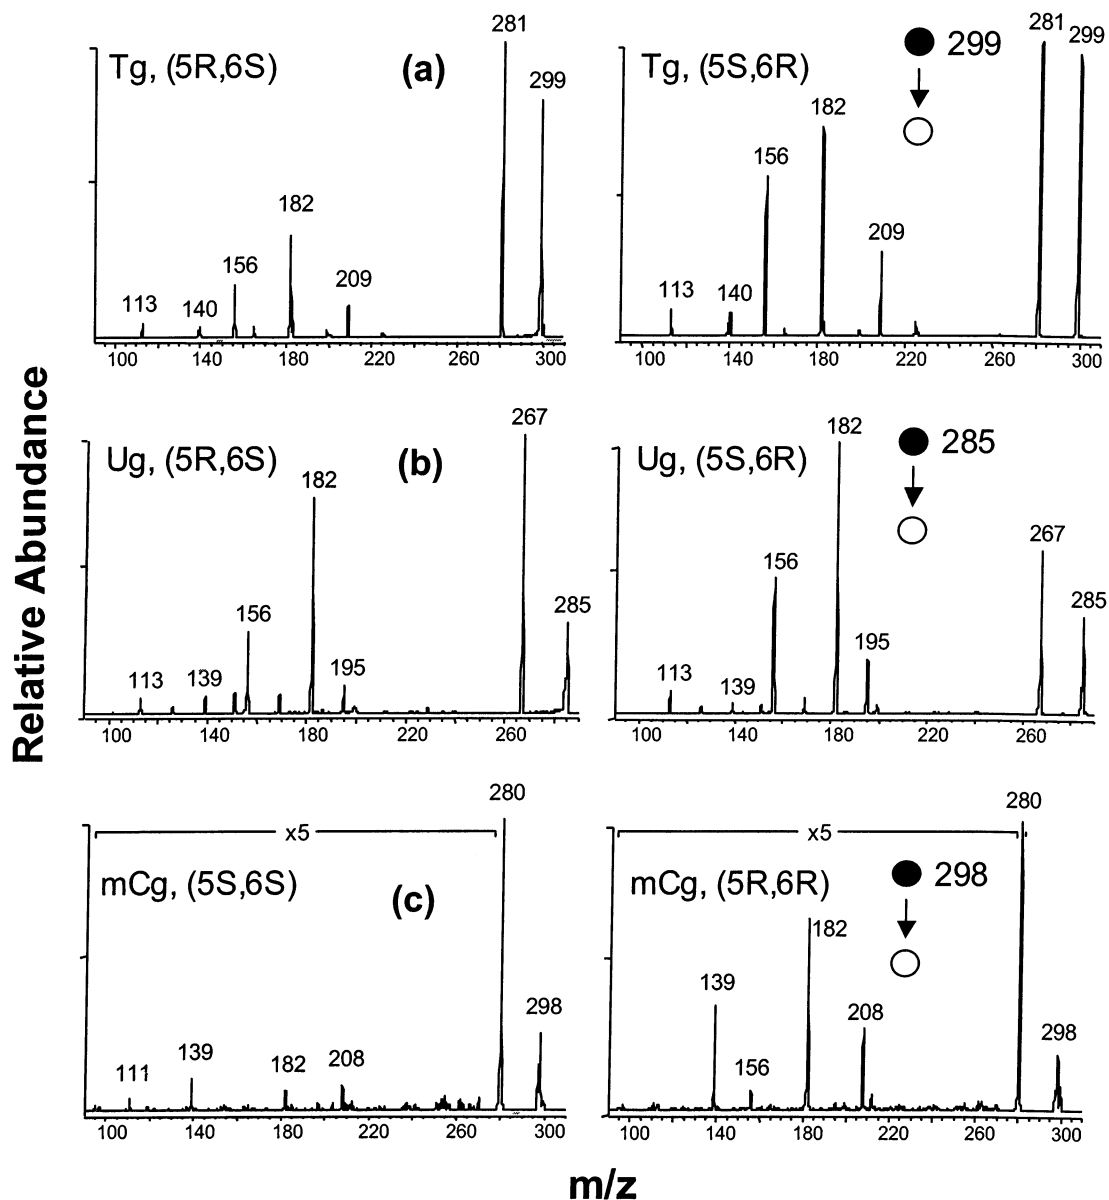 Relative Abundance
Tg, (5R,6S)
(a)
281
299
182
156
209
113
140
100 140 180 220 260 300
Tg, (5S,6R)
299
281
299
182
156
209
113
140
100 140 180 220 260 300
Ug, (5R,6S)
(b)
267
182
285
156
195
113
139
100 140 180 220 260
Ug, (5S,6R)
285
182
267
156
285
195
113
139
100 140 180 220 260
280
x5
mCg, (5S,6S)
(c)
298
139
182
208
111
100 140 180 220 260 300
280
x5
mCg, (5R,6R)
298
182
139
208
298
156
100 140 180 220 260 300
m/z